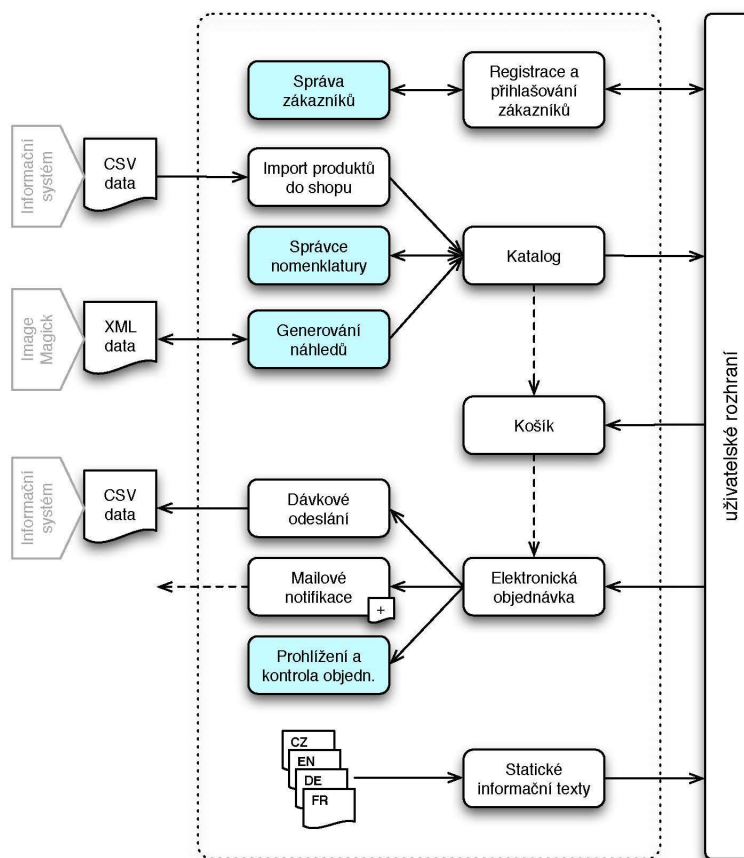 Správa
zákazníků
Registrace a
přihlašování
zákazníků
Informační
systém
CSV
data
Import produktů
do shopu
Správce
nomenklatury
Katalog
Image
Magick
XML
data
Generování
náhledů
Košík
uživatelské rozhraní
Informační
systém
CSV
data
Dávkové
odeslání
Mailové
notifikace
+
Elektronická
objednávka
Prohlížení a
kontrola objedn.
CZ
EN
DE
FR
Statické
informační texty